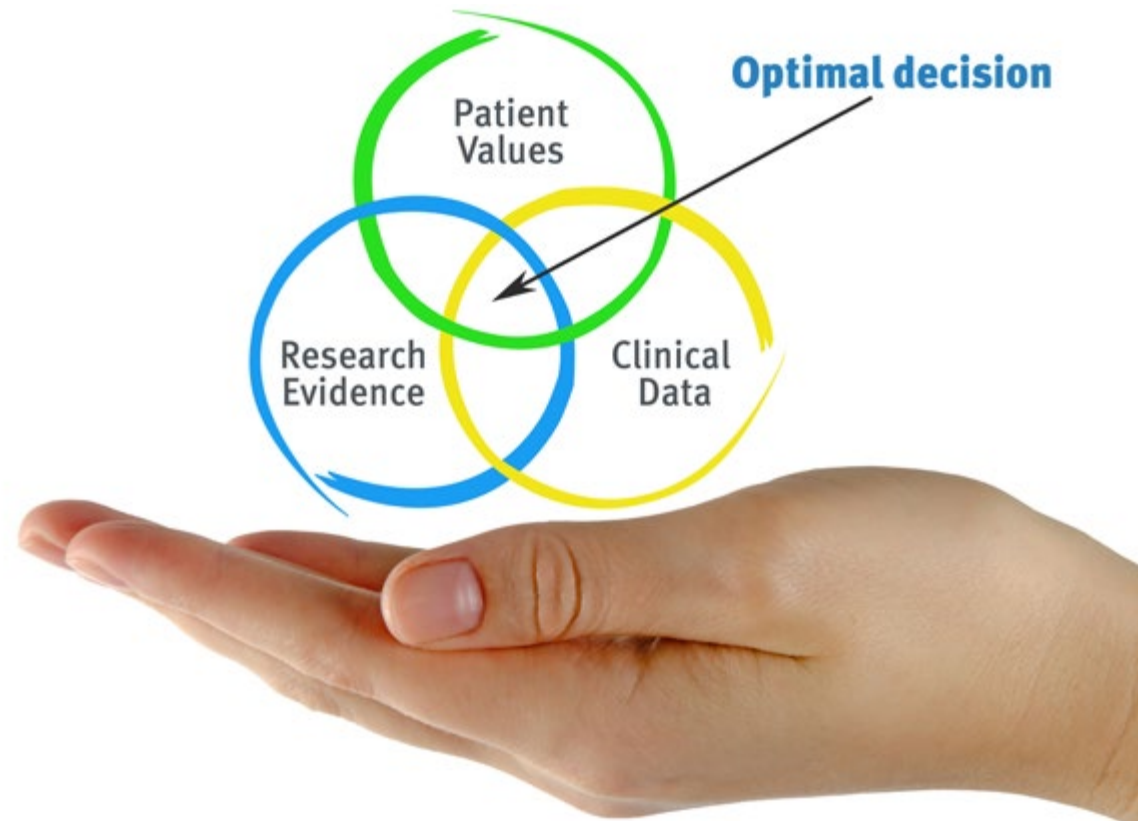 Optimal decision
Patient
Values
Research
Evidence
Clinical
Data